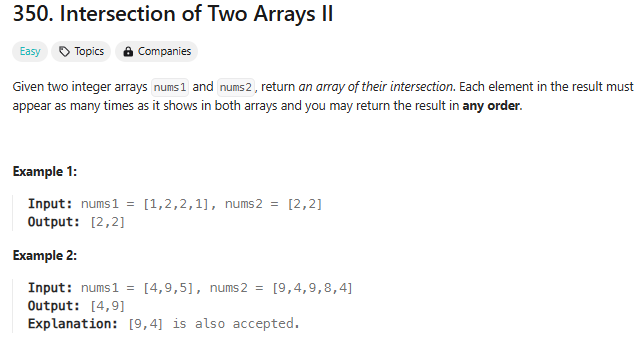 350. Intersection of Two Arrays II
Easy Topics Companies
Given two integer arrays nums1 and nums2, return an array of their intersection. Each element in the result must
appear as many times as it shows in both arrays and you may return the result in any order.
Example 1:
Input: nums1 = [1,2,2,1], nums2 = [2,2]
Output: [2,2]
Example 2:
Input: nums1 = [4,9,5], nums2 = [9,4,9,8,4]
Output: [4,9]
Explanation: [9,4] is also accepted.